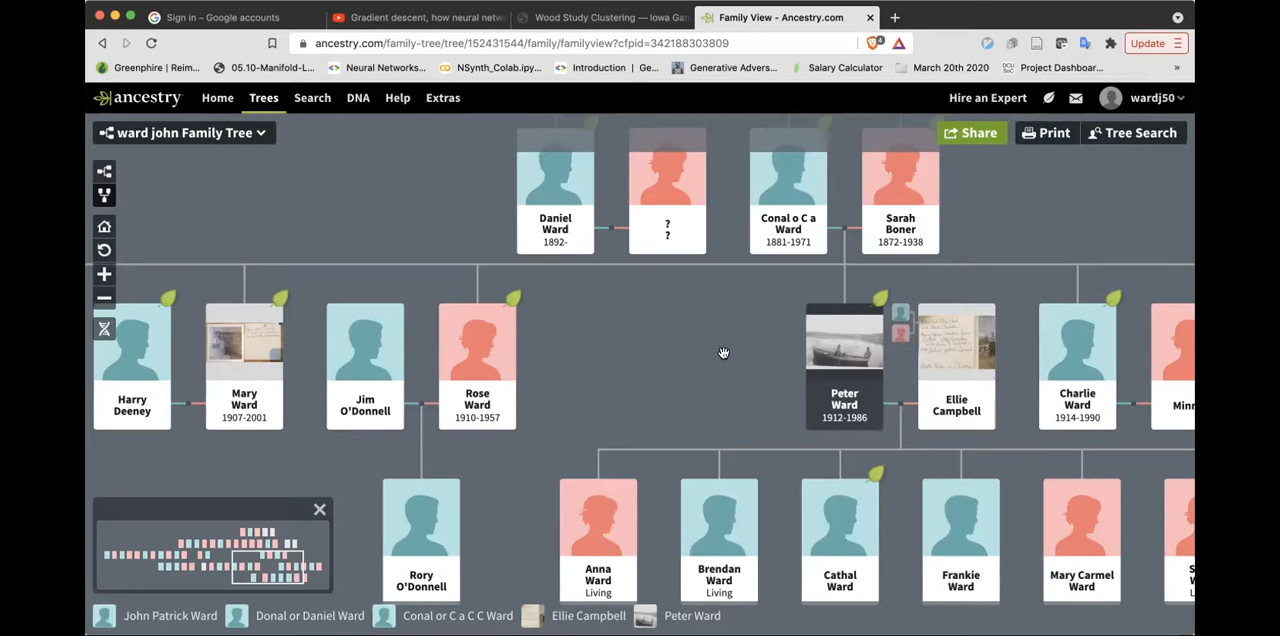 Sign in – Google accounts
Gradient descent, how neural netw
Wood Study Clustering — Iowa Gam
Family View - Ancestry.com
ancestry.com/family-tree/tree/152431544/family/familyview?cfpid=342188303809
4
Update
Greenphire | Reim...
05.10-Manifold-L...
Neural Networks...
NSynth_Colab.ipy...
Introduction | Ge...
Generative Advers...
Salary Calculator
March 20th 2020
Project Dashboar...
»
ancestry
Home
Trees
Search
DNA
Help
Extras
Hire an Expert
wardj50
ward john Family Tree
Share
Print
Tree Search
Daniel
Ward
1892-
?
?
Conal o C a
Ward
1881-1971
Sarah
Boner
1872-1938
Harry
Deeney
Mary
Ward
1907-2001
Jim
O'Donnell
Rose
Ward
1910-1957
Peter
Ward
1912-1986
Ellie
Campbell
Charlie
Ward
1914-1990
Minn
Rory
O'Donnell
Anna
Ward
Living
Brendan
Ward
Living
Cathal
Ward
Frankie
Ward
Mary Carmel
Ward
John Patrick Ward
Donal or Daniel Ward
Conal or C a C C Ward
Ellie Campbell
Peter Ward